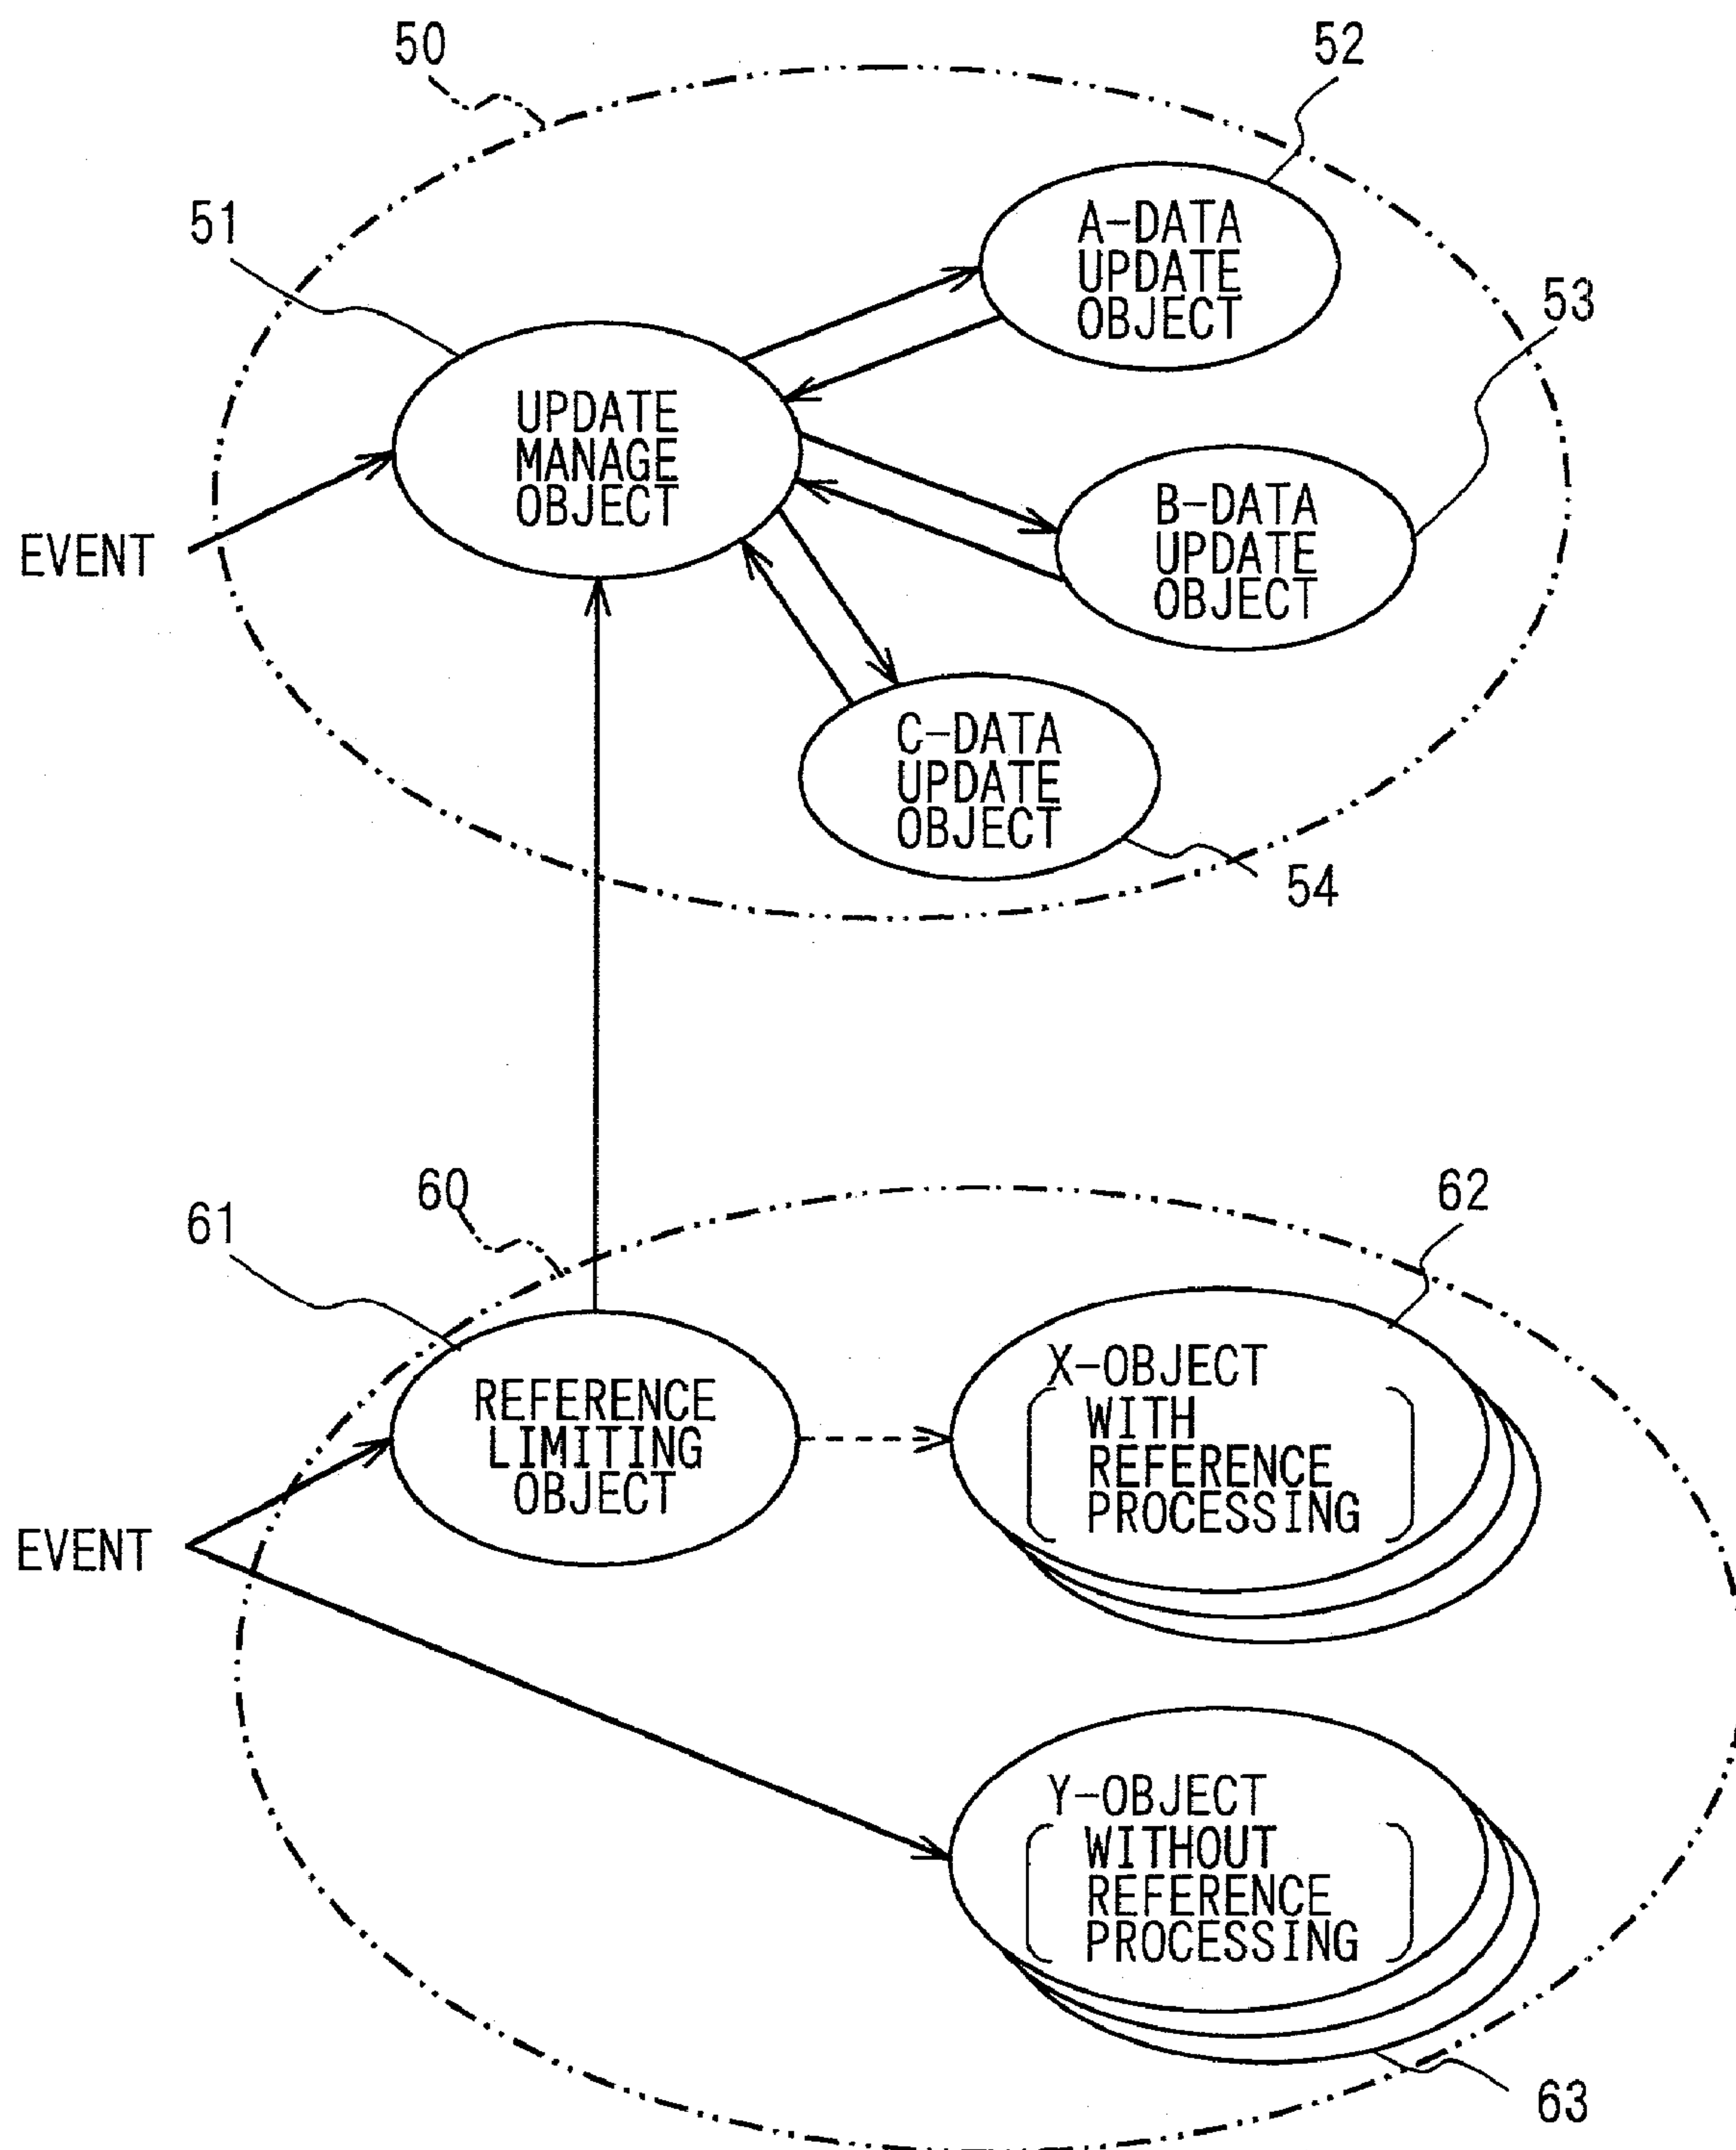 50
52
51
A-DATA
UPDATE
OBJECT
53
UPDATE
MANAGE
OBJECT
B-DATA
UPDATE
OBJECT
EVENT
C-DATA
UPDATE
OBJECT
54
60
62
61
X-OBJECT
WITH
REFERENCE
PROCESSING
REFERENCE
LIMITING
OBJECT
EVENT
Y-OBJECT
WITHOUT
REFERENCE
PROCESSING
63